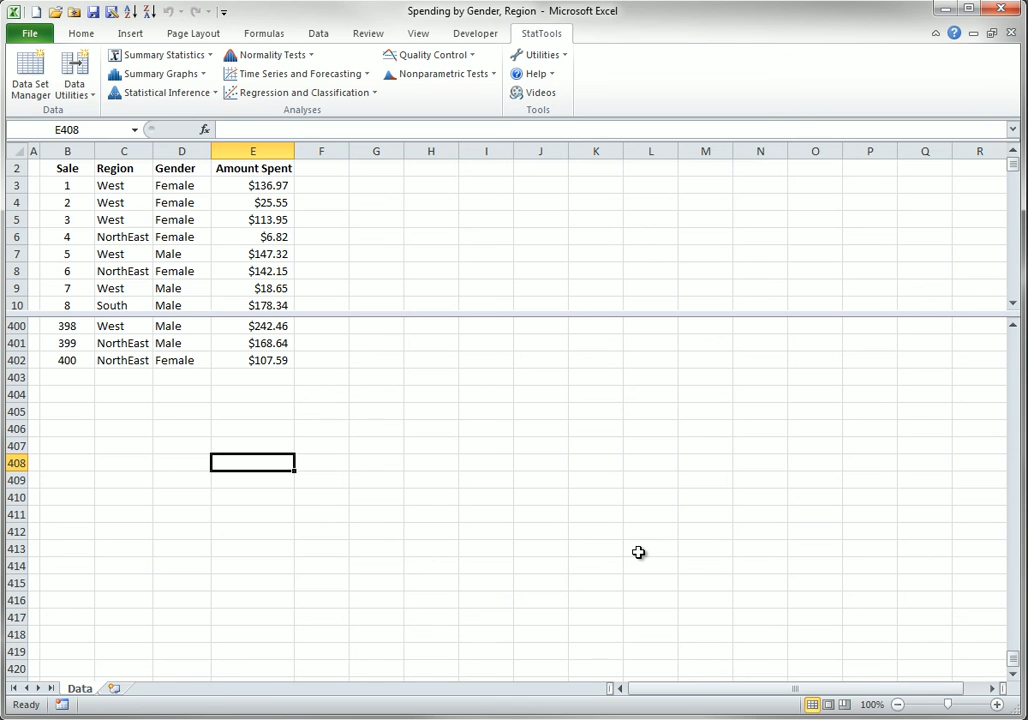 Spending by Gender, Region - Microsoft Excel
File Home Insert Page Layout Formulas Data Review View Developer StatTools
Data Set Manager
Data Utilities
Summary Statistics
Summary Graphs
Statistical Inference
Normality Tests
Time Series and Forecasting
Regression and Classification
Quality Control
Nonparametric Tests
Utilities
Help
Videos
Data Analyses Tools
E408 fx
A B C D E F G H I J K L M N O P Q R
2 Sale Region Gender Amount Spent
3 1 West Female $136.97
4 2 West Female $25.55
5 3 West Female $113.95
6 4 NorthEast Female $6.82
7 5 West Male $147.32
8 6 NorthEast Female $142.15
9 7 West Male $18.65
10 8 South Male $178.34
400 398 West Male $242.46
401 399 NorthEast Male $168.64
402 400 NorthEast Female $107.59
403
404
405
406
407
408
409
410
411
412
413
414
415
416
417
418
419
420
Data
Ready 100%